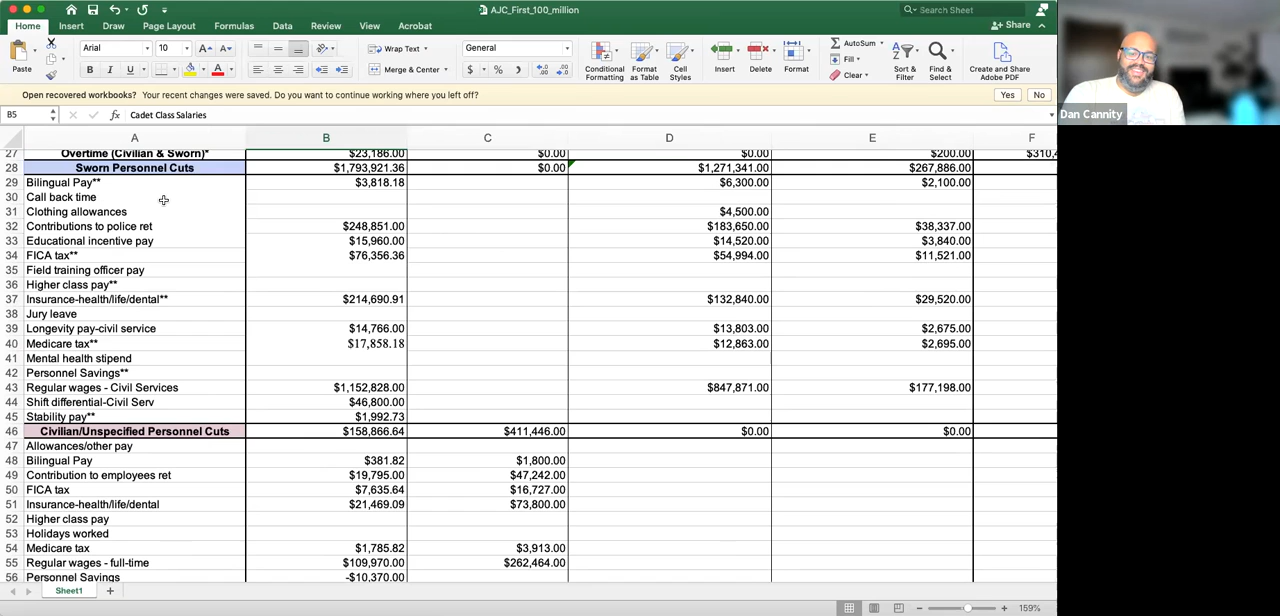 AJC_First_100_million
Search Sheet
Home Insert Draw Page Layout Formulas Data Review View Acrobat Share
Paste Arial 10 A A Wrap Text General Conditional Formatting Format as Table Cell Styles Insert Delete Format AutoSum Fill Clear Sort & Filter Find & Select Create and Share Adobe PDF
B I U A Merge & C $ %
Open recovered workbooks? Your recent changes were saved. Do you want to continue working where you left off? Yes No
B5 fx Cadet Class Salaries
A B C D E F
27 Overtime (Civilian & Sworn)* $23,186.00 $0.00 $0.00 $200.00 $310,4
28 Sworn Personnel Cuts $1,793,921.36 $0.00 $1,271,341.00 $267,886.00
29 Bilingual Pay** $3,818.18 $6,300.00 $2,100.00
30 Call back time
31 Clothing allowances $4,500.00
32 Contributions to police ret $248,851.00 $183,650.00 $38,337.00
33 Educational incentive pay $15,960.00 $14,520.00 $3,840.00
34 FICA tax** $76,356.36 $54,994.00 $11,521.00
35 Field training officer pay
36 Higher class pay**
37 Insurance-health/life/dental** $214,690.91 $132,840.00 $29,520.00
38 Jury leave
39 Longevity pay-civil service $14,766.00 $13,803.00 $2,675.00
40 Medicare tax** $17,858.18 $12,863.00 $2,695.00
41 Mental health stipend
42 Personnel Savings**
43 Regular wages - Civil Services $1,152,828.00 $847,871.00 $177,198.00
44 Shift differential-Civil Serv $46,800.00
45 Stability pay** $1,992.73
46 Civilian/Unspecified Personnel Cuts $158,866.64 $411,446.00 $0.00 $0.00
47 Allowances/other pay
48 Bilingual Pay $381.82 $1,800.00
49 Contribution to employees ret $19,795.00 $47,242.00
50 FICA tax $7,635.64 $16,727.00
51 Insurance-health/life/dental $21,469.09 $73,800.00
52 Higher class pay
53 Holidays worked
54 Medicare tax $1,785.82 $3,913.00
55 Regular wages - full-time $109,970.00 $262,464.00
56 Personnel Savings -$10,370.00
Sheet1 +
159%
Dan Cannity